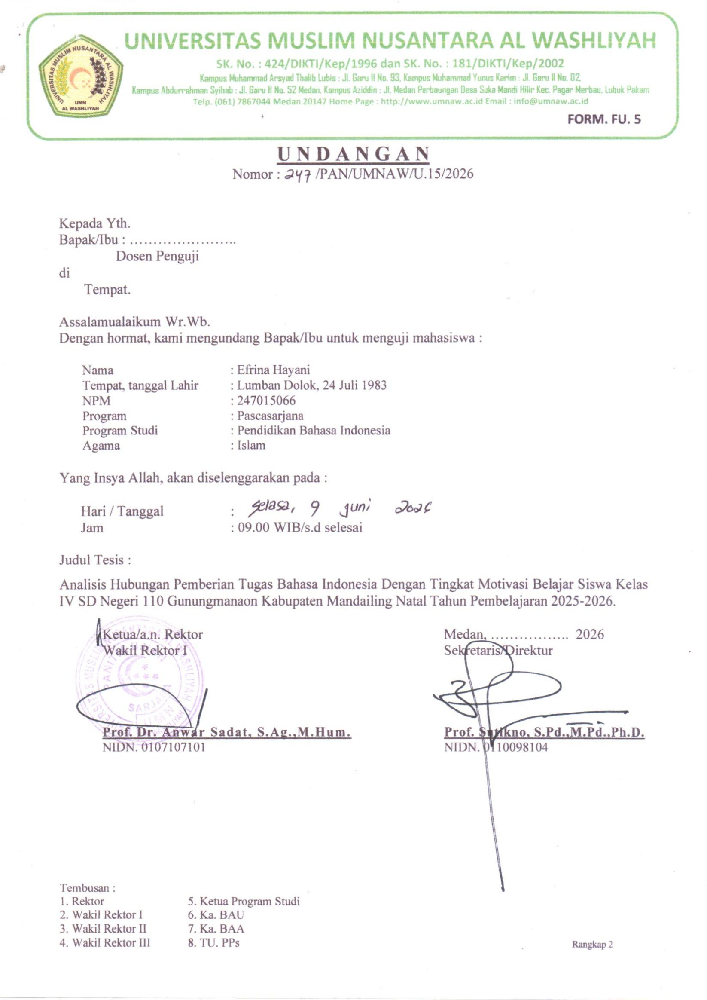 UNIVERSITAS MUSLIM NUSANTARA AL WASHLIYAH
UMN
AL WASHLIYAH
UNIVERSITAS MUSLIM NUSANTARA AL WASHLIYAH
SK. No. : 424/DIKTI/Kep/1996 dan SK. No. : 181/DIKTI/Kep/2002
Kampus Muhammad Arsyad Thalib Lubis : Jl. Garu II No. 93, Kampus Muhammad Yunus Karim : Jl. Garu II No. 02,
Kampus Abdurrahman Syihab : Jl. Garu II No. 52 Medan, Kampus Aziddin : Jl. Medan Perbaungan Desa Suka Mandi Hilir Kec. Pagar Merbau, Lubuk Pakam
Telp. (061) 7867044 Medan 20147 Home Page : http://www.umnaw.ac.id Email : info@umnaw.ac.id
FORM. FU. 5
UNDANGAN
Nomor : 247 /PAN/UMNAW/U.15/2026
Kepada Yth.
Bapak/Ibu : .......................
Dosen Penguji
di
Tempat.
Assalamualaikum Wr.Wb.
Dengan hormat, kami mengundang Bapak/Ibu untuk menguji mahasiswa :
Nama : Efrina Hayani
Tempat, tanggal Lahir : Lumban Dolok, 24 Juli 1983
NPM : 247015066
Program : Pascasarjana
Program Studi : Pendidikan Bahasa Indonesia
Agama : Islam
Yang Insya Allah, akan diselenggarakan pada :
Hari / Tanggal : Selasa, 9 Juni 2026
Jam : 09.00 WIB/s.d selesai
Judul Tesis :
Analisis Hubungan Pemberian Tugas Bahasa Indonesia Dengan Tingkat Motivasi Belajar Siswa Kelas
IV SD Negeri 110 Gunungmanaon Kabupaten Mandailing Natal Tahun Pembelajaran 2025-2026.
Ketua/a.n. Rektor
Wakil Rektor I
SARJANA
UMN
Prof. Dr. Anwar Sadat, S.Ag.,M.Hum.
NIDN. 0107107101
Medan, ................. 2026
Sekretaris/Direktur
Prof. Sutikno, S.Pd.,M.Pd.,Ph.D.
NIDN. 0110098104
Tembusan :
1. Rektor
2. Wakil Rektor I
3. Wakil Rektor II
4. Wakil Rektor III
5. Ketua Program Studi
6. Ka. BAU
7. Ka. BAA
8. TU. PPs
Rangkap 2